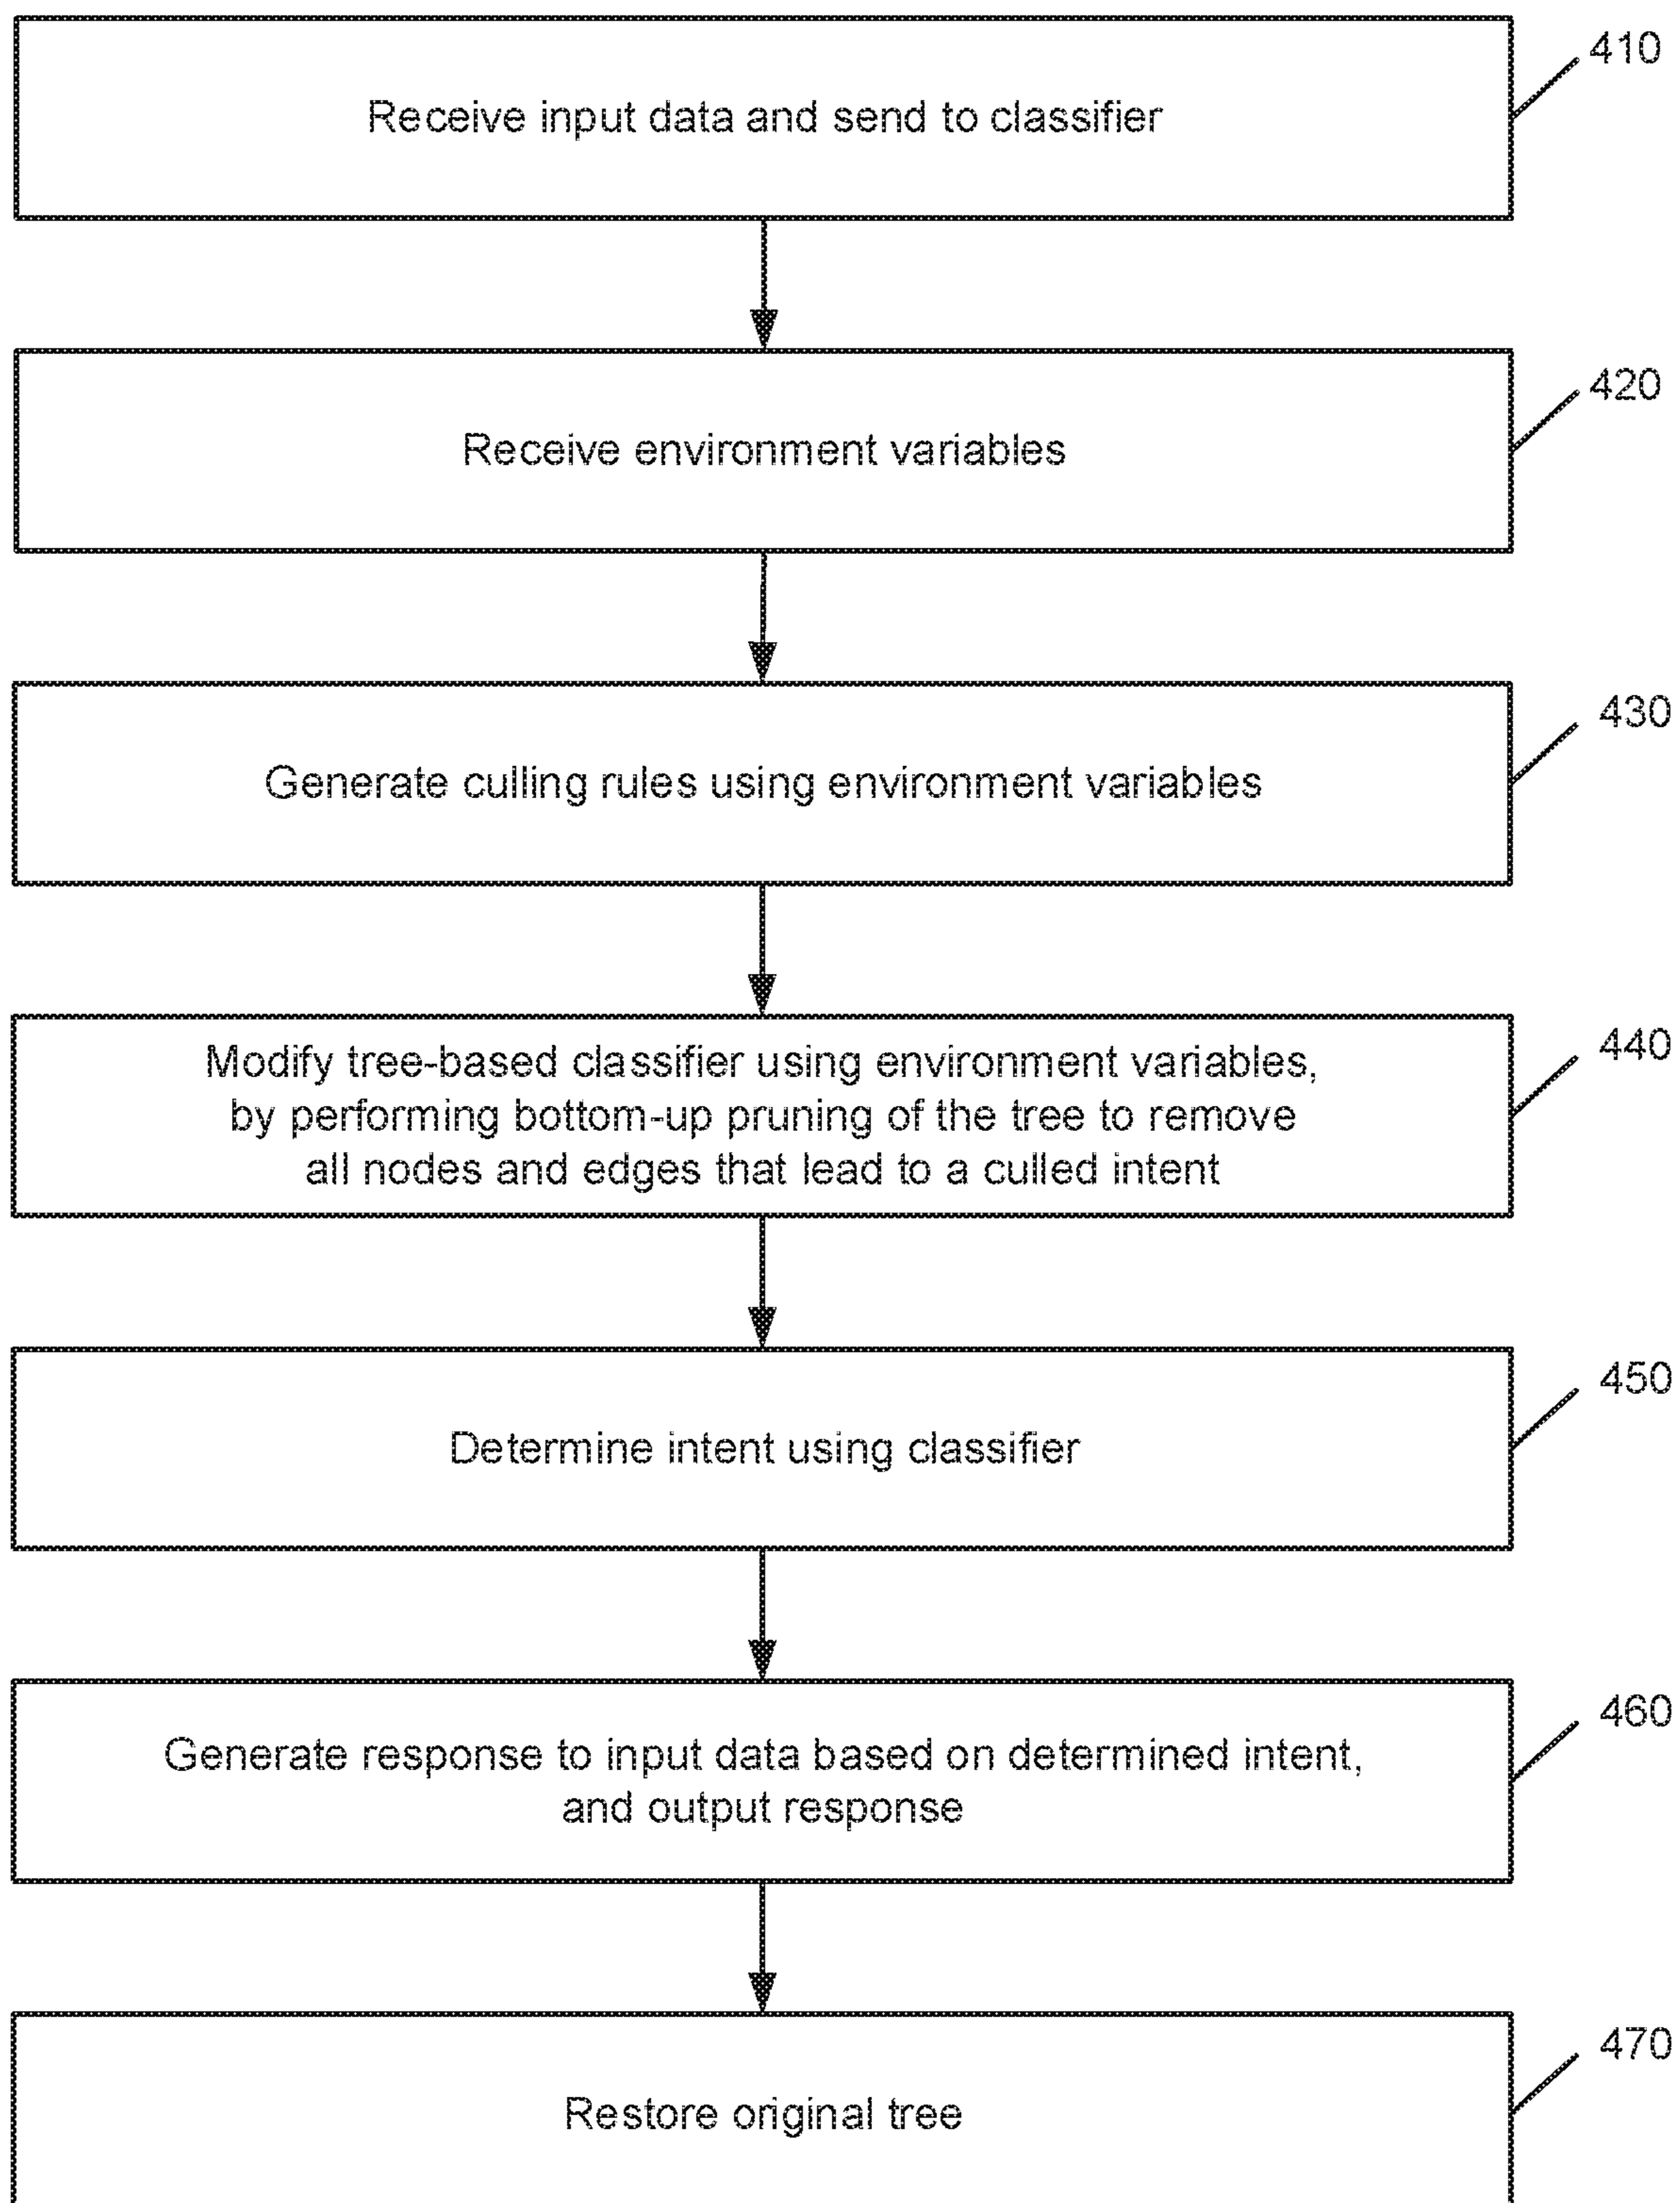 410
Receive input data and send to classifier
420
Receive environment variables
430
Generate culling rules using environment variables
440
Modify tree-based classifier using environment variables,
by performing bottom-up pruning of the tree to remove
all nodes and edges that lead to a culled intent
450
Determine intent using classifier
460
Generate response to input data based on determined intent,
and output response
470
Restore original tree